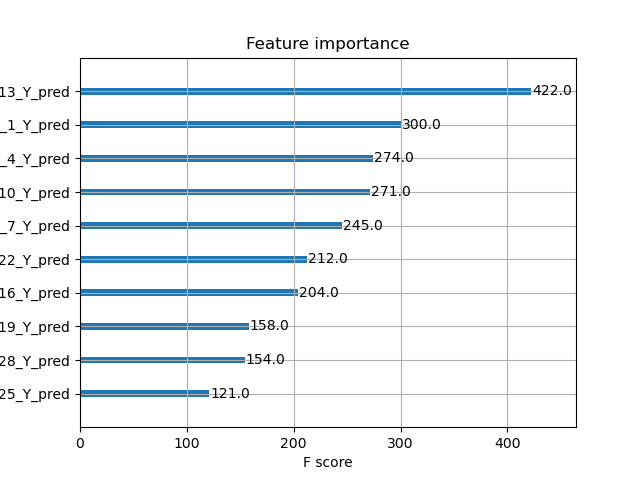 Feature importance
13_Y_pred 422.0
_1_Y_pred 300.0
_4_Y_pred 274.0
10_Y_pred 271.0
_7_Y_pred 245.0
22_Y_pred 212.0
16_Y_pred 204.0
19_Y_pred 158.0
28_Y_pred 154.0
25_Y_pred 121.0
0 100 200 300 400
F score